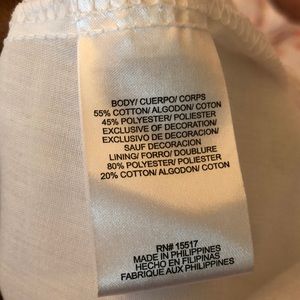 BODY/ CUERPO/ CORPS
55% COTTON/ ALGODON/ COTON
45% POLYESTER/ POLIESTER
EXCLUSIVE OF DECORATION/
EXCLUSIVO DE DECORACION/
SAUF DECORATION
LINING/ FORRO/ DOUBLURE
80% POLYESTER/ POLIESTER
20% COTTON/ ALGODON/ COTON
RN# 15517
MADE IN PHILIPPINES
HECHO EN FILIPINAS
FABRIQUE AUX PHILIPPINES